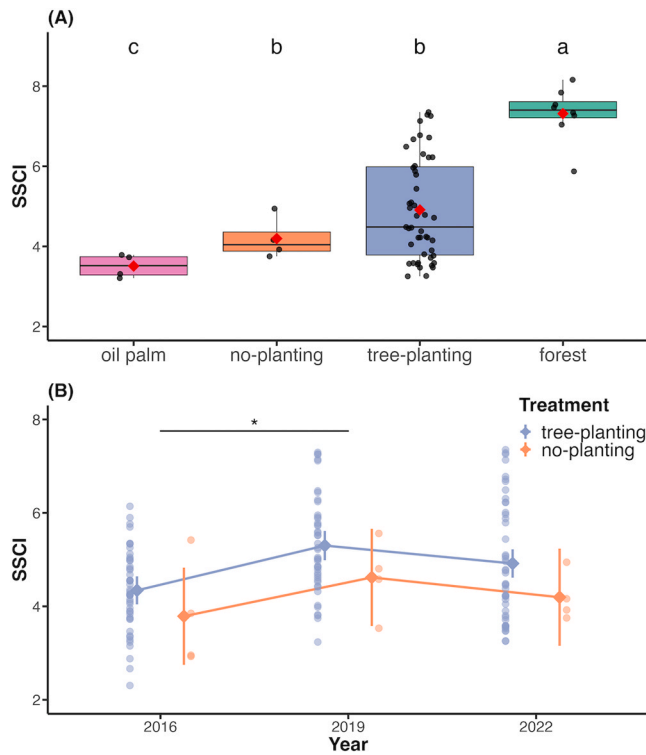 (A)
c b b a
8
6
4
2
SSCI
oil palm no-planting tree-planting forest
(B)
8
6
4
2
SSCI
*
Treatment
tree-planting
no-planting
2016 2019 2022
Year